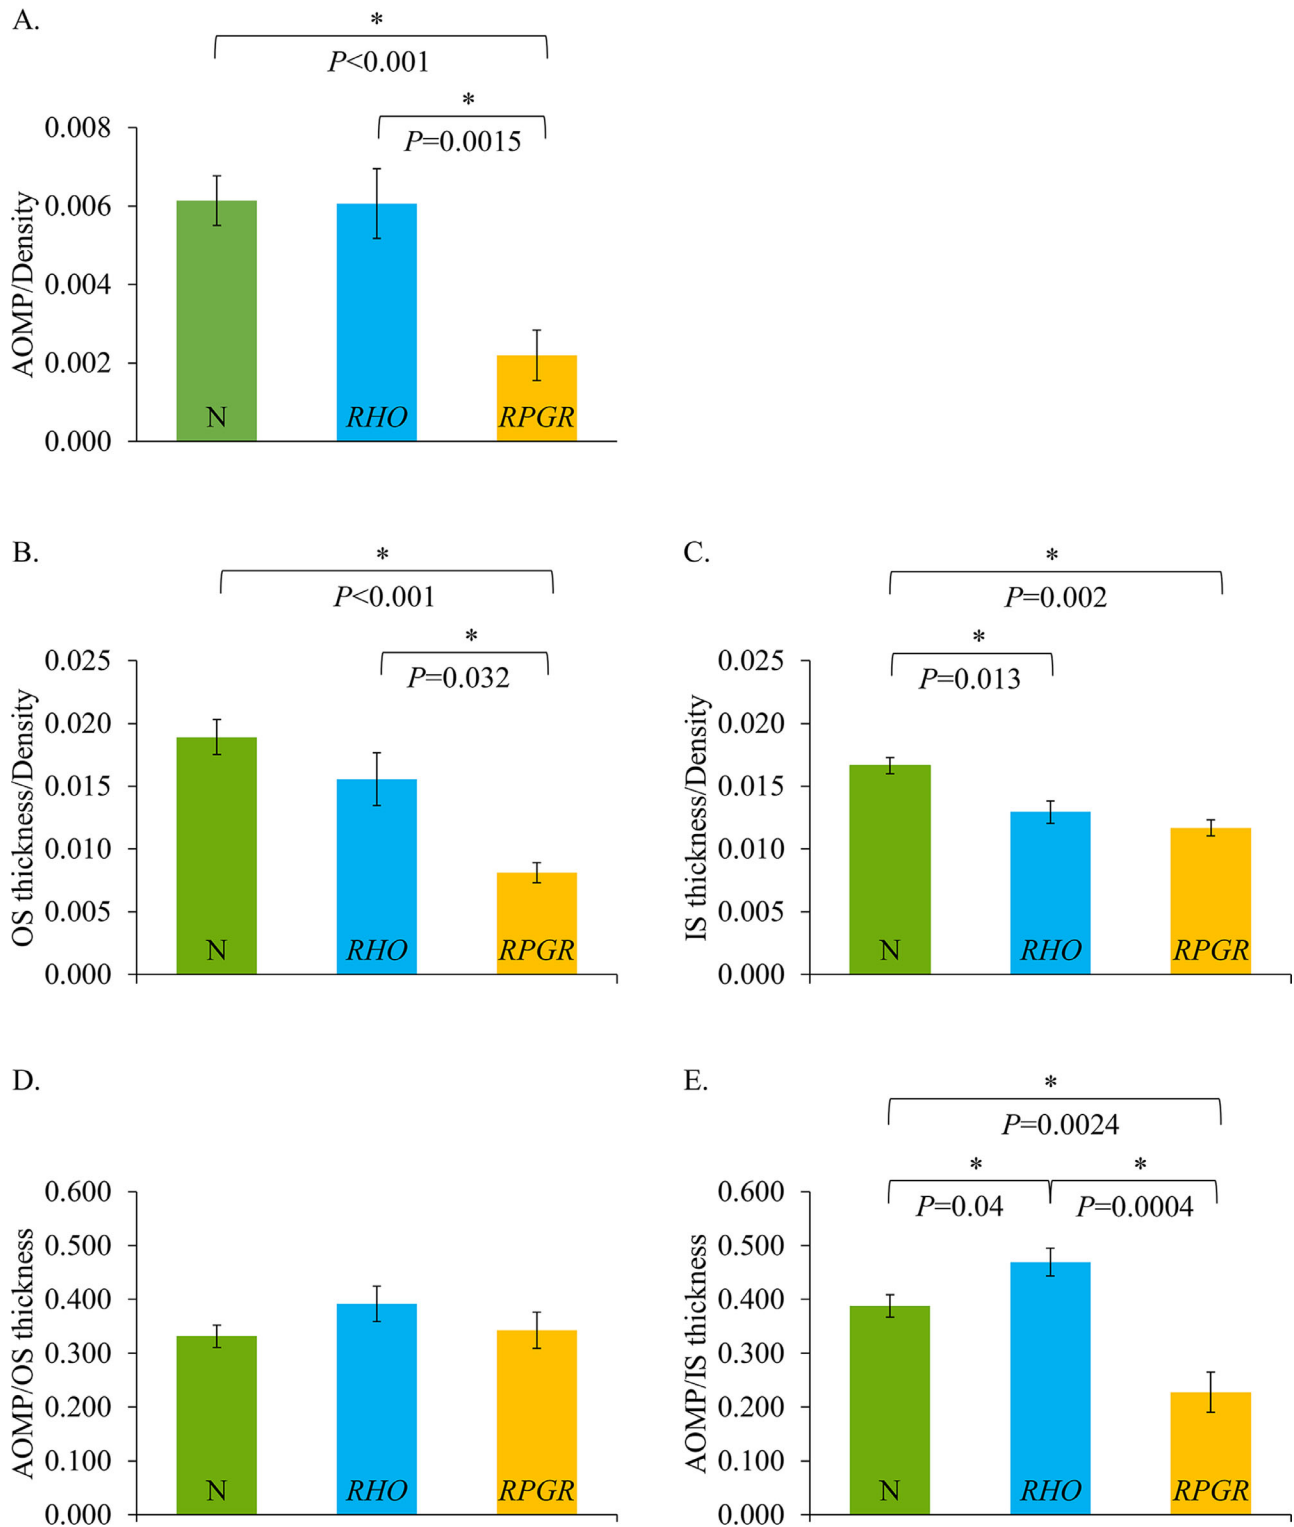 A.
*
P<0.001
*
P=0.0015
AOMP/Density
0.008
0.006
0.004
0.002
0.000
N
RHO
RPGR
B.
*
P<0.001
*
P=0.032
OS thickness/Density
0.025
0.020
0.015
0.010
0.005
0.000
N
RHO
RPGR
C.
*
P=0.002
*
P=0.013
IS thickness/Density
0.025
0.020
0.015
0.010
0.005
0.000
N
RHO
RPGR
D.
AOMP/OS thickness
0.600
0.500
0.400
0.300
0.200
0.100
0.000
N
RHO
RPGR
E.
*
P=0.0024
*
P=0.04
*
P=0.0004
AOMP/IS thickness
0.600
0.500
0.400
0.300
0.200
0.100
0.000
N
RHO
RPGR